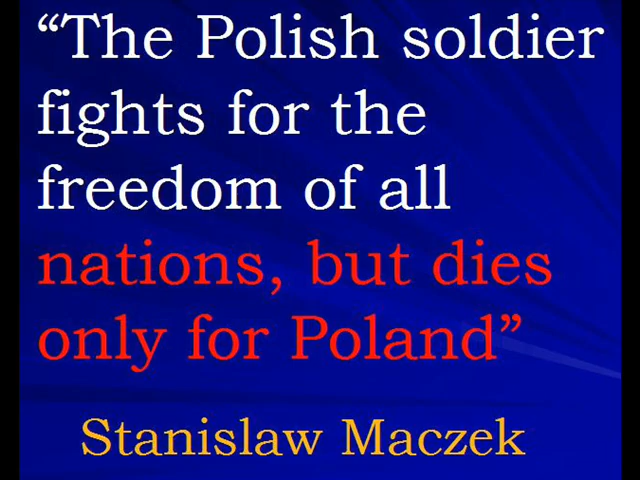 “The Polish soldier
fights for the
freedom of all
nations, but dies
only for Poland”
Stanislaw Maczek